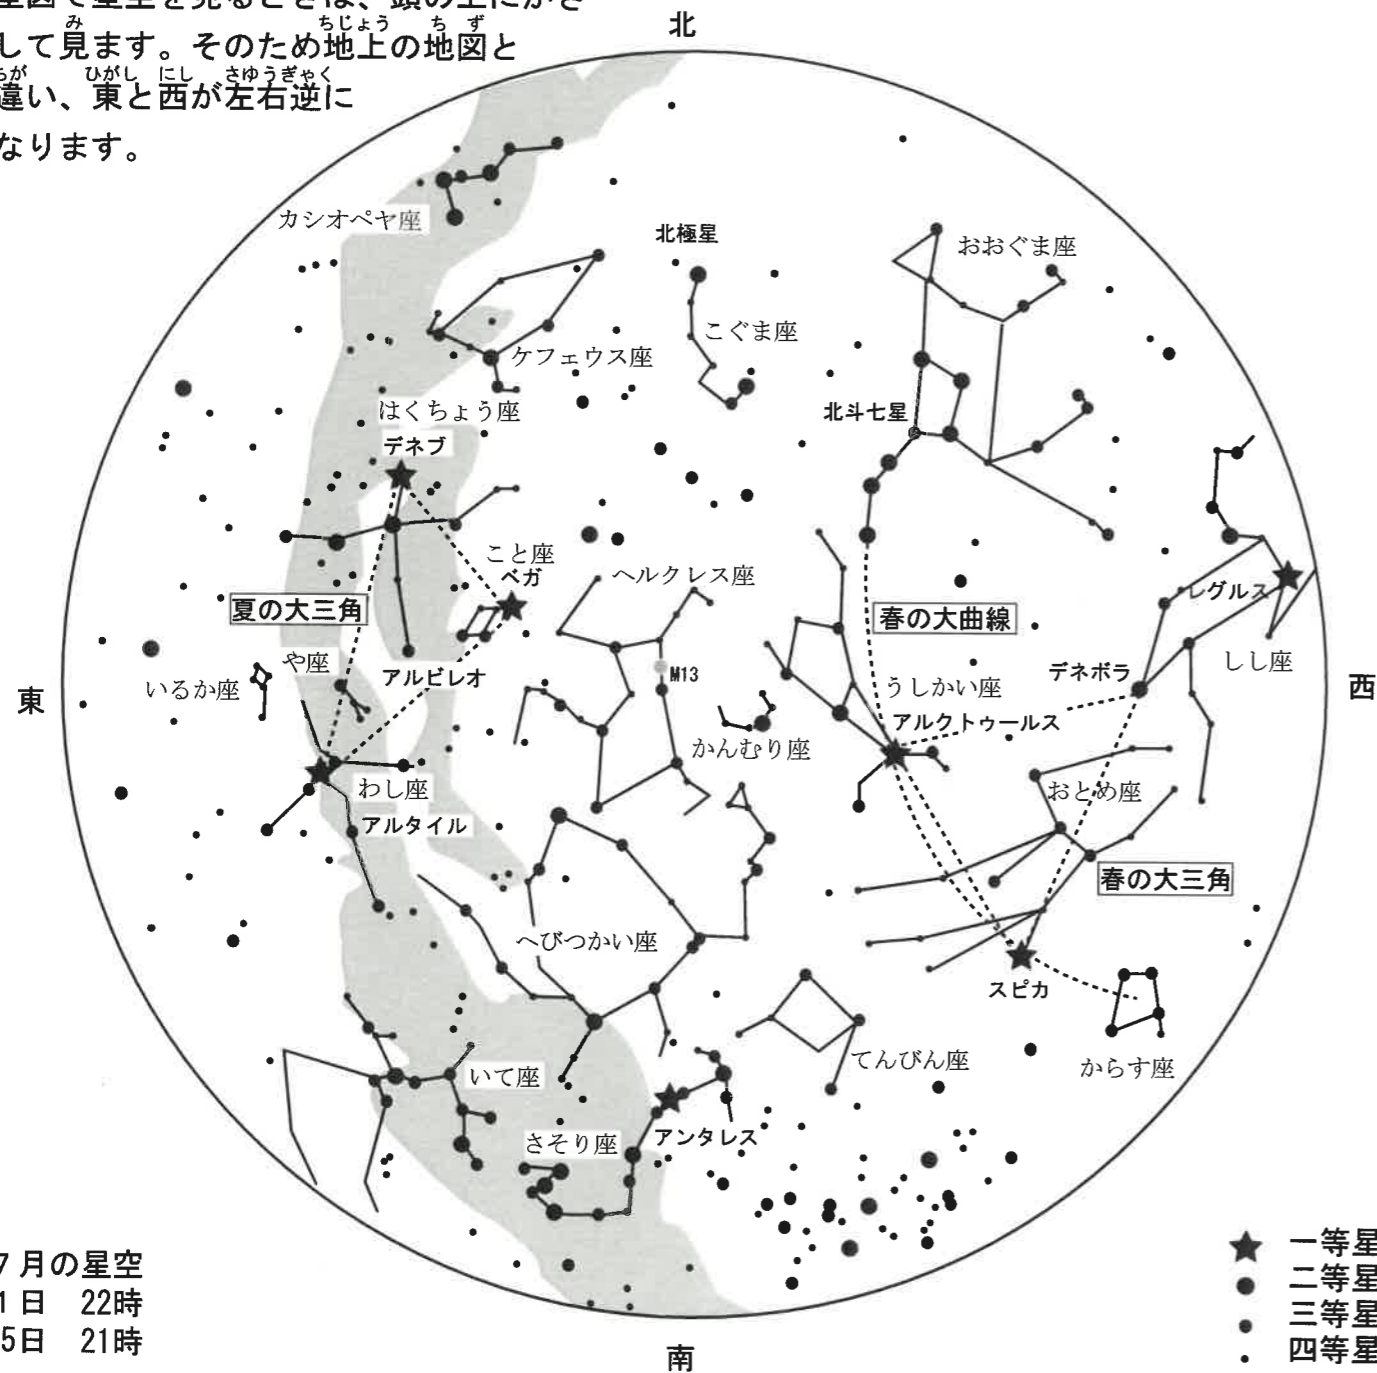 して見ます。そのため地上の地図と
違い、東と西が左右逆に
なります。
北
カシオペヤ座
北極星
おおぐま座
こぐま座
ケフェウス座
はくちょう座
デネブ
北斗七星
こと座
ベガ
ヘルクレス座
夏の大三角
春の大曲線
レグルス
しし座
や座
いるか座
アルビレオ
M13
デネボラ
うしかい座
東
西
アルクトゥールス
かんむり座
わし座
おとめ座
アルタイル
春の大三角
へびつかい座
スピカ
てんびん座
からす座
いて座
さそり座
アンタレス
7月の星空
1日 22時
5日 21時
一等星
二等星
三等星
四等星
南